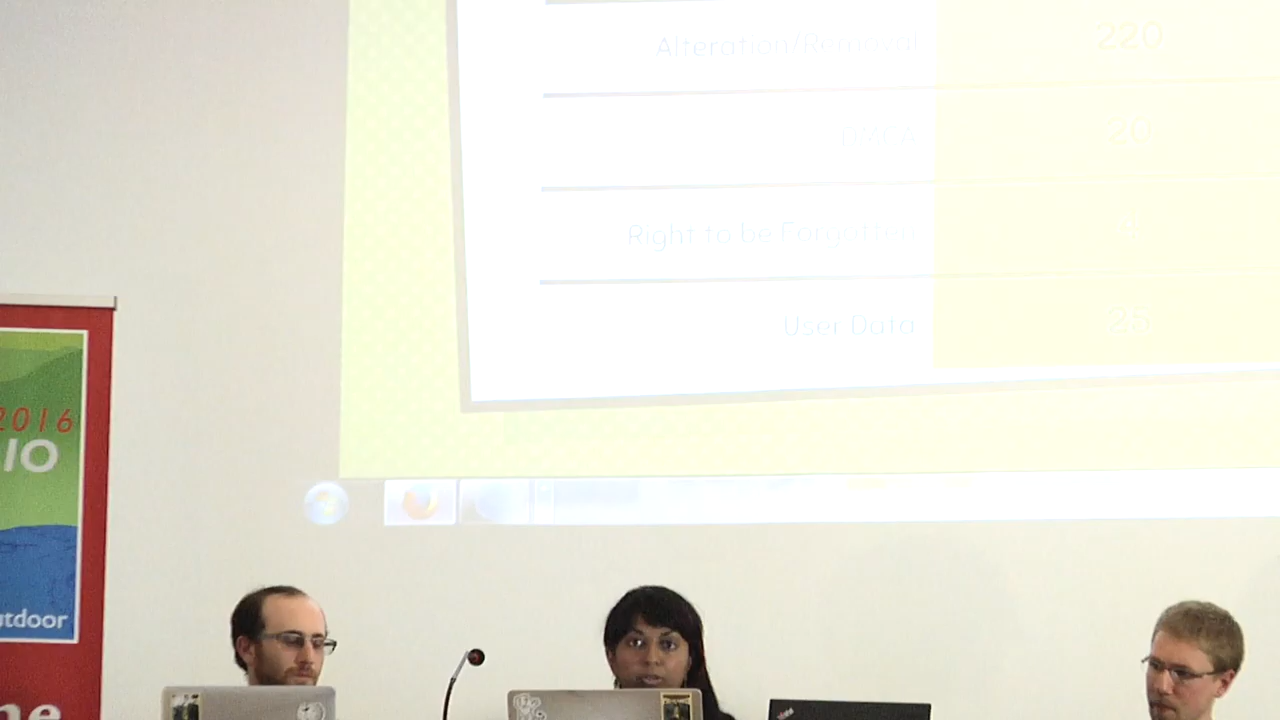 Alteration/Removal 220
DMCA 20
Right to be Forgotten
User Data 25
2016
IO
utdoor
ne